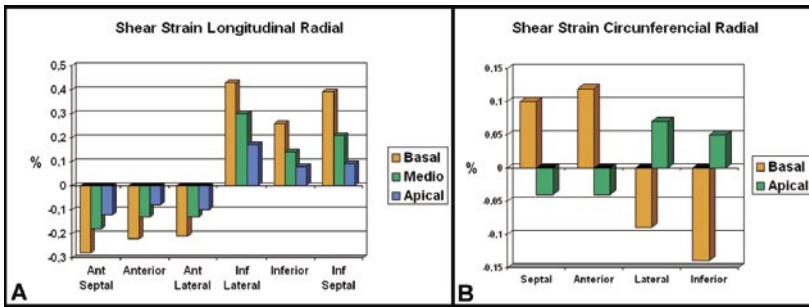 Shear Strain Longitudinal Radial
0,5
0,4
0,3
0,2
0,1
0
-0,1
-0,2
-0,3
%
Ant Septal
Anterior
Ant Lateral
Inf Lateral
Inferior
Inf Septal
Basal
Medio
Apical
A
Shear Strain Circunferencial Radial
0,15
0,1
0,05
0
-0,05
-0,1
-0,15
%
Septal
Anterior
Lateral
Inferior
Basal
Apical
B